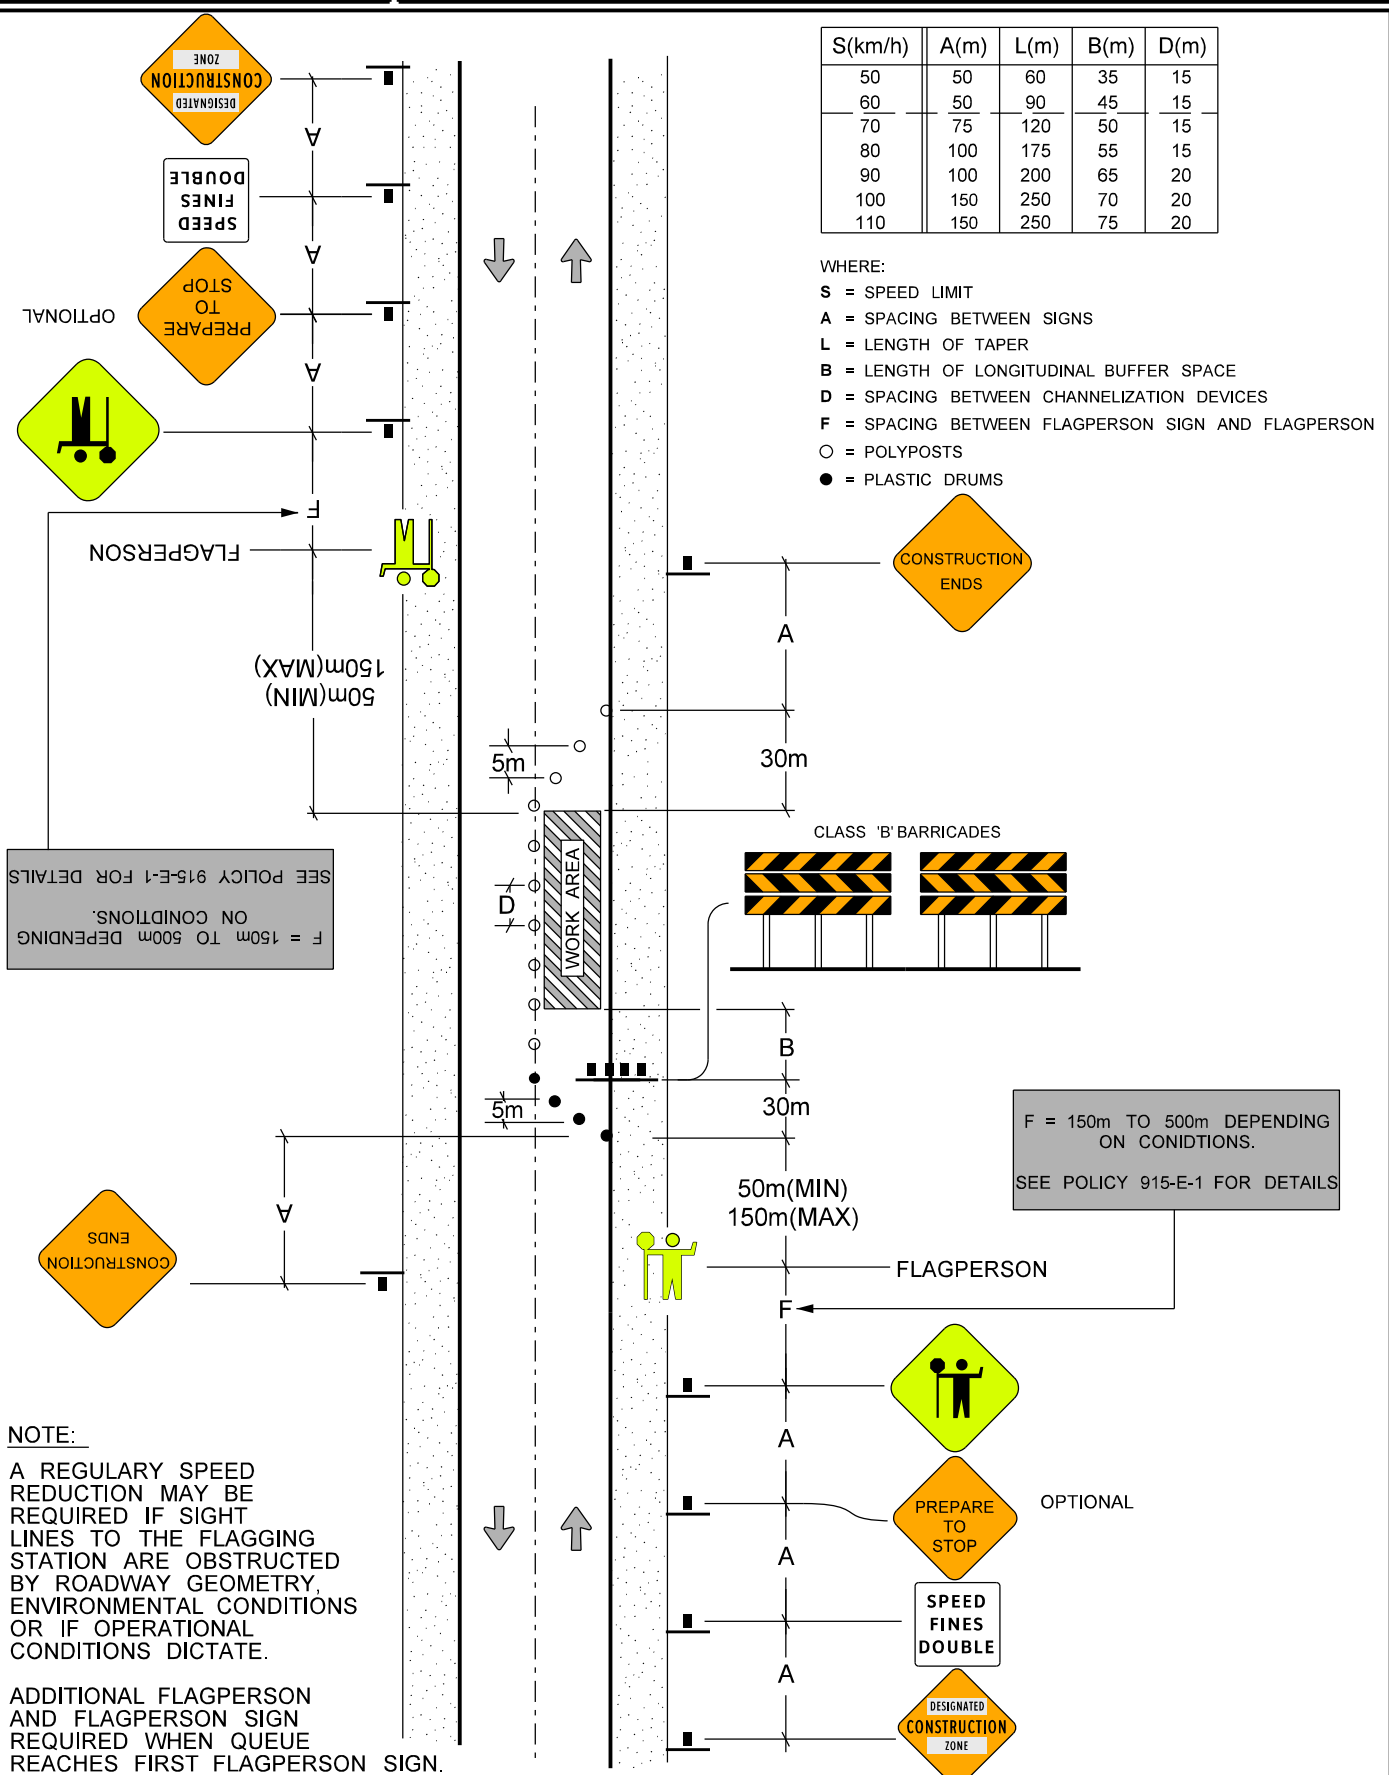 DESIGNATED
CONSTRUCTION
ZONE
A
SPEED
FINES
DOUBLE
A
PREPARE
TO
STOP
OPTIONAL
A
F
FLAGPERSON
50m(MIN)
150m(MAX)
F = 150m TO 500m DEPENDING
ON CONIDTIONS.
SEE POLICY 915-E-1 FOR DETAILS
S(km/h) A(m) L(m) B(m) D(m)
50 50 60 35 15
60 50 90 45 15
70 75 120 50 15
80 100 175 55 15
90 100 200 65 20
100 150 250 70 20
110 150 250 75 20
WHERE:
S = SPEED LIMIT
A = SPACING BETWEEN SIGNS
L = LENGTH OF TAPER
B = LENGTH OF LONGITUDINAL BUFFER SPACE
D = SPACING BETWEEN CHANNELIZATION DEVICES
F = SPACING BETWEEN FLAGPERSON SIGN AND FLAGPERSON
= POLYPOSTS
= PLASTIC DRUMS
CONSTRUCTION
ENDS
A
30m
5m
D
WORK AREA
CLASS 'B' BARRICADES
B
30m
5m
A
CONSTRUCTION
ENDS
50m(MIN)
150m(MAX)
FLAGPERSON
F
F = 150m TO 500m DEPENDING
ON CONIDTIONS.
SEE POLICY 915-E-1 FOR DETAILS
A
PREPARE
TO
STOP
OPTIONAL
A
SPEED
FINES
DOUBLE
A
DESIGNATED
CONSTRUCTION
ZONE
NOTE:
A REGULARY SPEED
REDUCTION MAY BE
REQUIRED IF SIGHT
LINES TO THE FLAGGING
STATION ARE OBSTRUCTED
BY ROADWAY GEOMETRY,
ENVIRONMENTAL CONDITIONS
OR IF OPERATIONAL
CONDITIONS DICTATE.
ADDITIONAL FLAGPERSON
AND FLAGPERSON SIGN
REQUIRED WHEN QUEUE
REACHES FIRST FLAGPERSON SIGN.